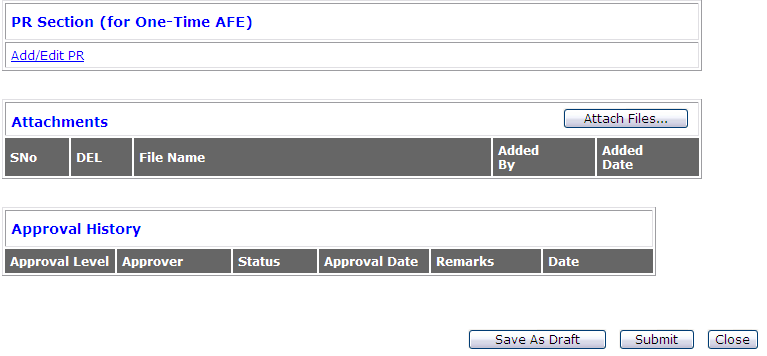 PR Section (for One-Time AFE)
Add/Edit PR
Attachments
Attach Files...
SNo DEL File Name Added By Added Date
Approval History
Approval Level Approver Status Approval Date Remarks Date
Save As Draft Submit Close